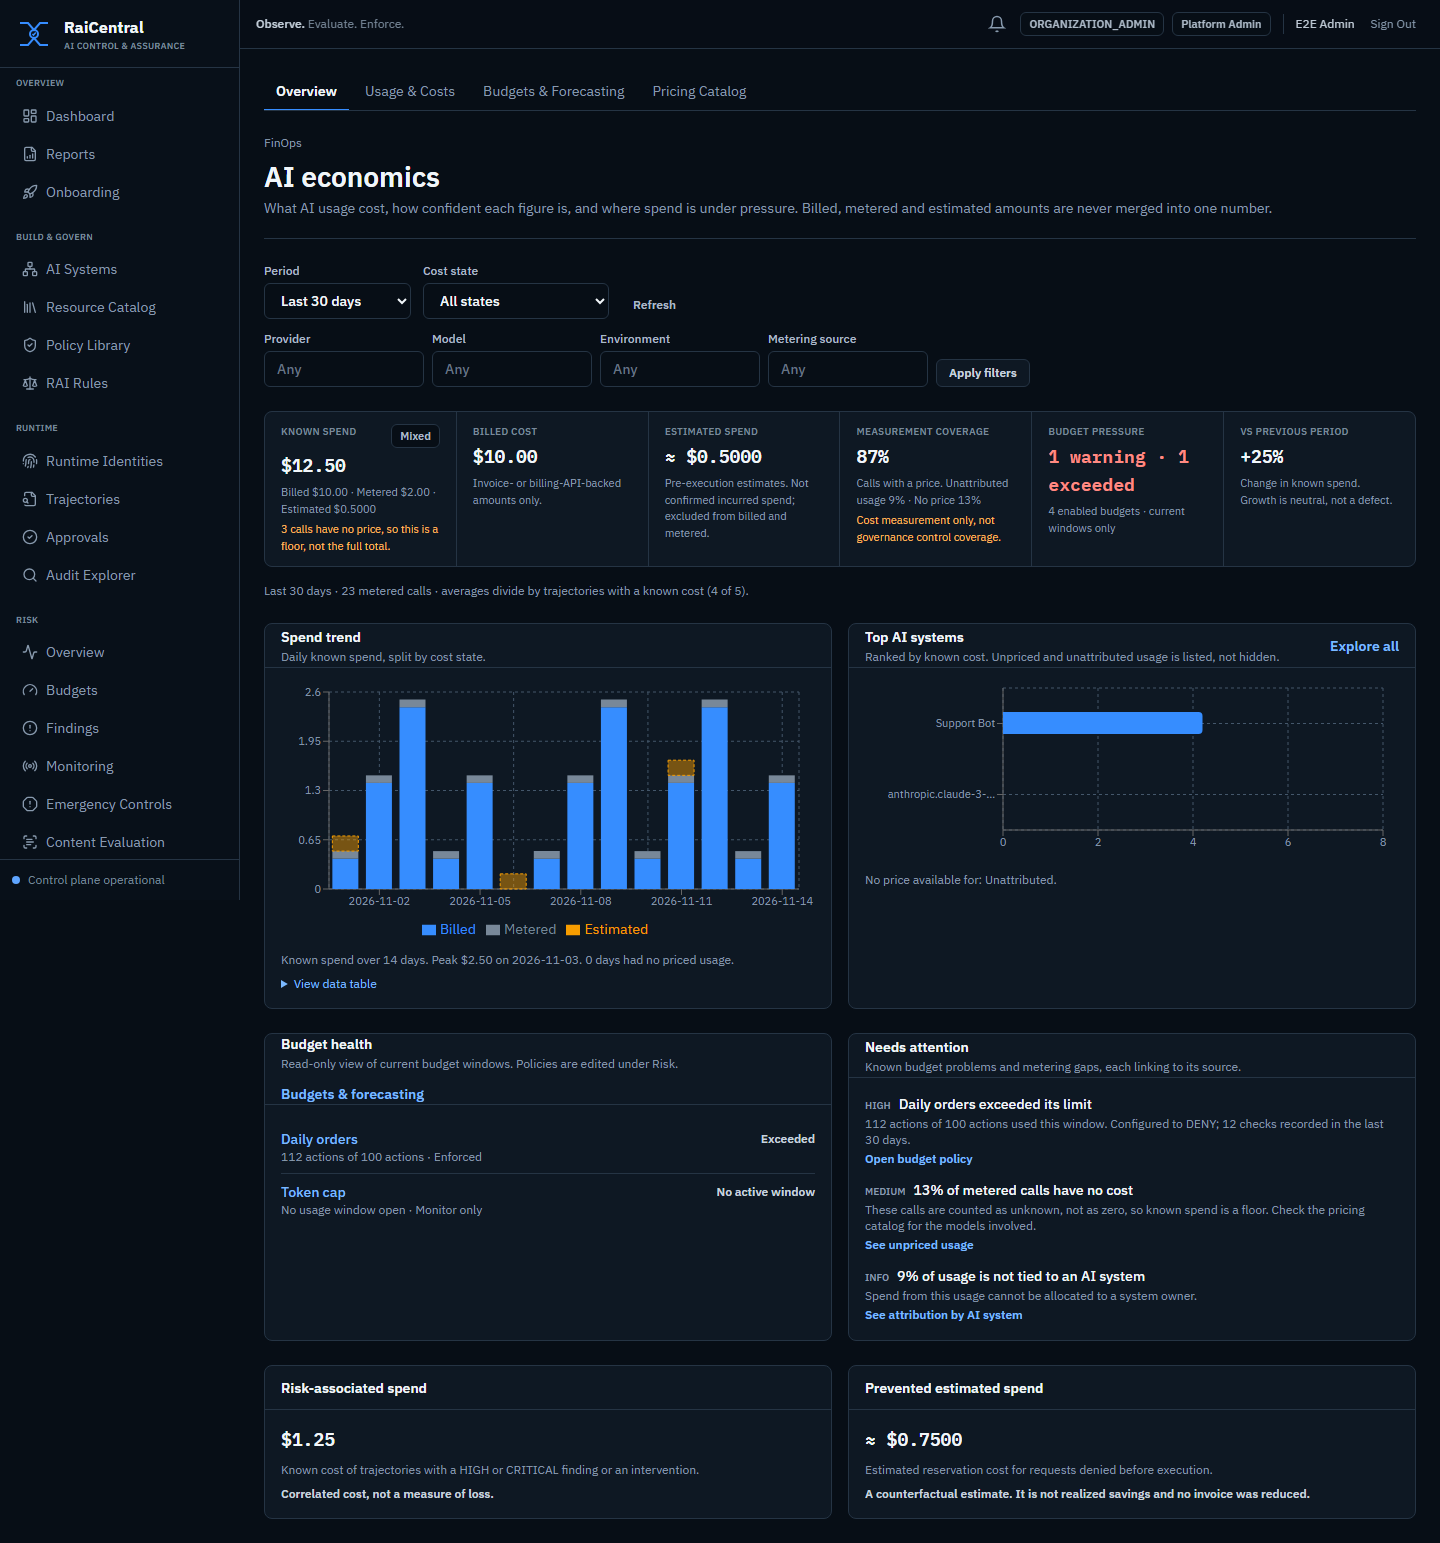 RaiCentral
AI CONTROL & ASSURANCE
OVERVIEW
Dashboard
Reports
Onboarding
BUILD & GOVERN
AI Systems
Resource Catalog
Policy Library
RAI Rules
RUNTIME
Runtime Identities
Trajectories
Approvals
Audit Explorer
RISK
Overview
Budgets
Findings
Monitoring
Emergency Controls
Content Evaluation
Control plane operational
Observe. Evaluate. Enforce.
ORGANIZATION_ADMIN
Platform Admin
E2E Admin
Sign Out
Overview
Usage & Costs
Budgets & Forecasting
Pricing Catalog
FinOps
AI economics
What AI usage cost, how confident each figure is, and where spend is under pressure. Billed, metered and estimated amounts are never merged into one number.
Period
Cost state
Last 30 days
All states
Refresh
Provider
Model
Environment
Metering source
Any
Any
Any
Any
Apply filters
KNOWN SPEND
Mixed
$12.50
Billed $10.00 · Metered $2.00 ·
Estimated $0.5000
3 calls have no price, so this is a
floor, not the full total.
BILLED COST
$10.00
Invoice- or billing-API-backed
amounts only.
ESTIMATED SPEND
≈ $0.5000
Pre-execution estimates. Not
confirmed incurred spend;
excluded from billed and
metered.
MEASUREMENT COVERAGE
87%
Calls with a price. Unattributed
usage 9% · No price 13%
Cost measurement only, not
governance control coverage.
BUDGET PRESSURE
1 warning · 1
exceeded
4 enabled budgets · current
windows only
VS PREVIOUS PERIOD
+25%
Change in known spend.
Growth is neutral, not a defect.
Last 30 days · 23 metered calls · averages divide by trajectories with a known cost (4 of 5).
Spend trend
Daily known spend, split by cost state.
2.6
1.95
1.3
0.65
0
2026-11-02
2026-11-05
2026-11-08
2026-11-11
2026-11-14
Billed
Metered
Estimated
Known spend over 14 days. Peak $2.50 on 2026-11-03. 0 days had no priced usage.
View data table
Top AI systems
Ranked by known cost. Unpriced and unattributed usage is listed, not hidden.
Explore all
Support Bot
anthropic.claude-3-...
0
2
4
6
8
No price available for: Unattributed.
Budget health
Read-only view of current budget windows. Policies are edited under Risk.
Budgets & forecasting
Daily orders
Exceeded
112 actions of 100 actions · Enforced
Token cap
No active window
No usage window open · Monitor only
Needs attention
Known budget problems and metering gaps, each linking to its source.
HIGH Daily orders exceeded its limit
112 actions of 100 actions used this window. Configured to DENY; 12 checks recorded in the last
30 days.
Open budget policy
MEDIUM 13% of metered calls have no cost
These calls are counted as unknown, not as zero, so known spend is a floor. Check the pricing
catalog for the models involved.
See unpriced usage
INFO 9% of usage is not tied to an AI system
Spend from this usage cannot be allocated to a system owner.
See attribution by AI system
Risk-associated spend
$1.25
Known cost of trajectories with a HIGH or CRITICAL finding or an intervention.
Correlated cost, not a measure of loss.
Prevented estimated spend
≈ $0.7500
Estimated reservation cost for requests denied before execution.
A counterfactual estimate. It is not realized savings and no invoice was reduced.